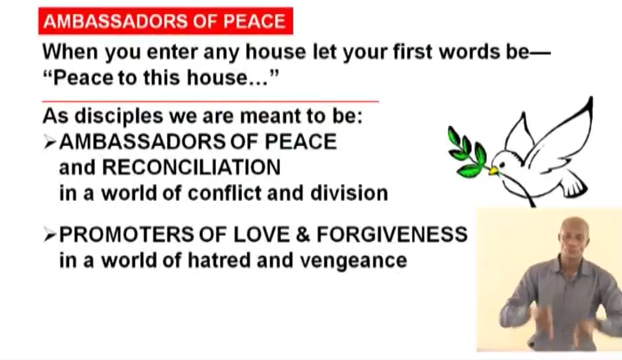 AMBASSADORS OF PEACE
When you enter any house let your first words be—
“Peace to this house…”
As disciples we are meant to be:
➢AMBASSADORS OF PEACE
and RECONCILIATION
in a world of conflict and division
➢PROMOTERS OF LOVE & FORGIVENESS
in a world of hatred and vengeance